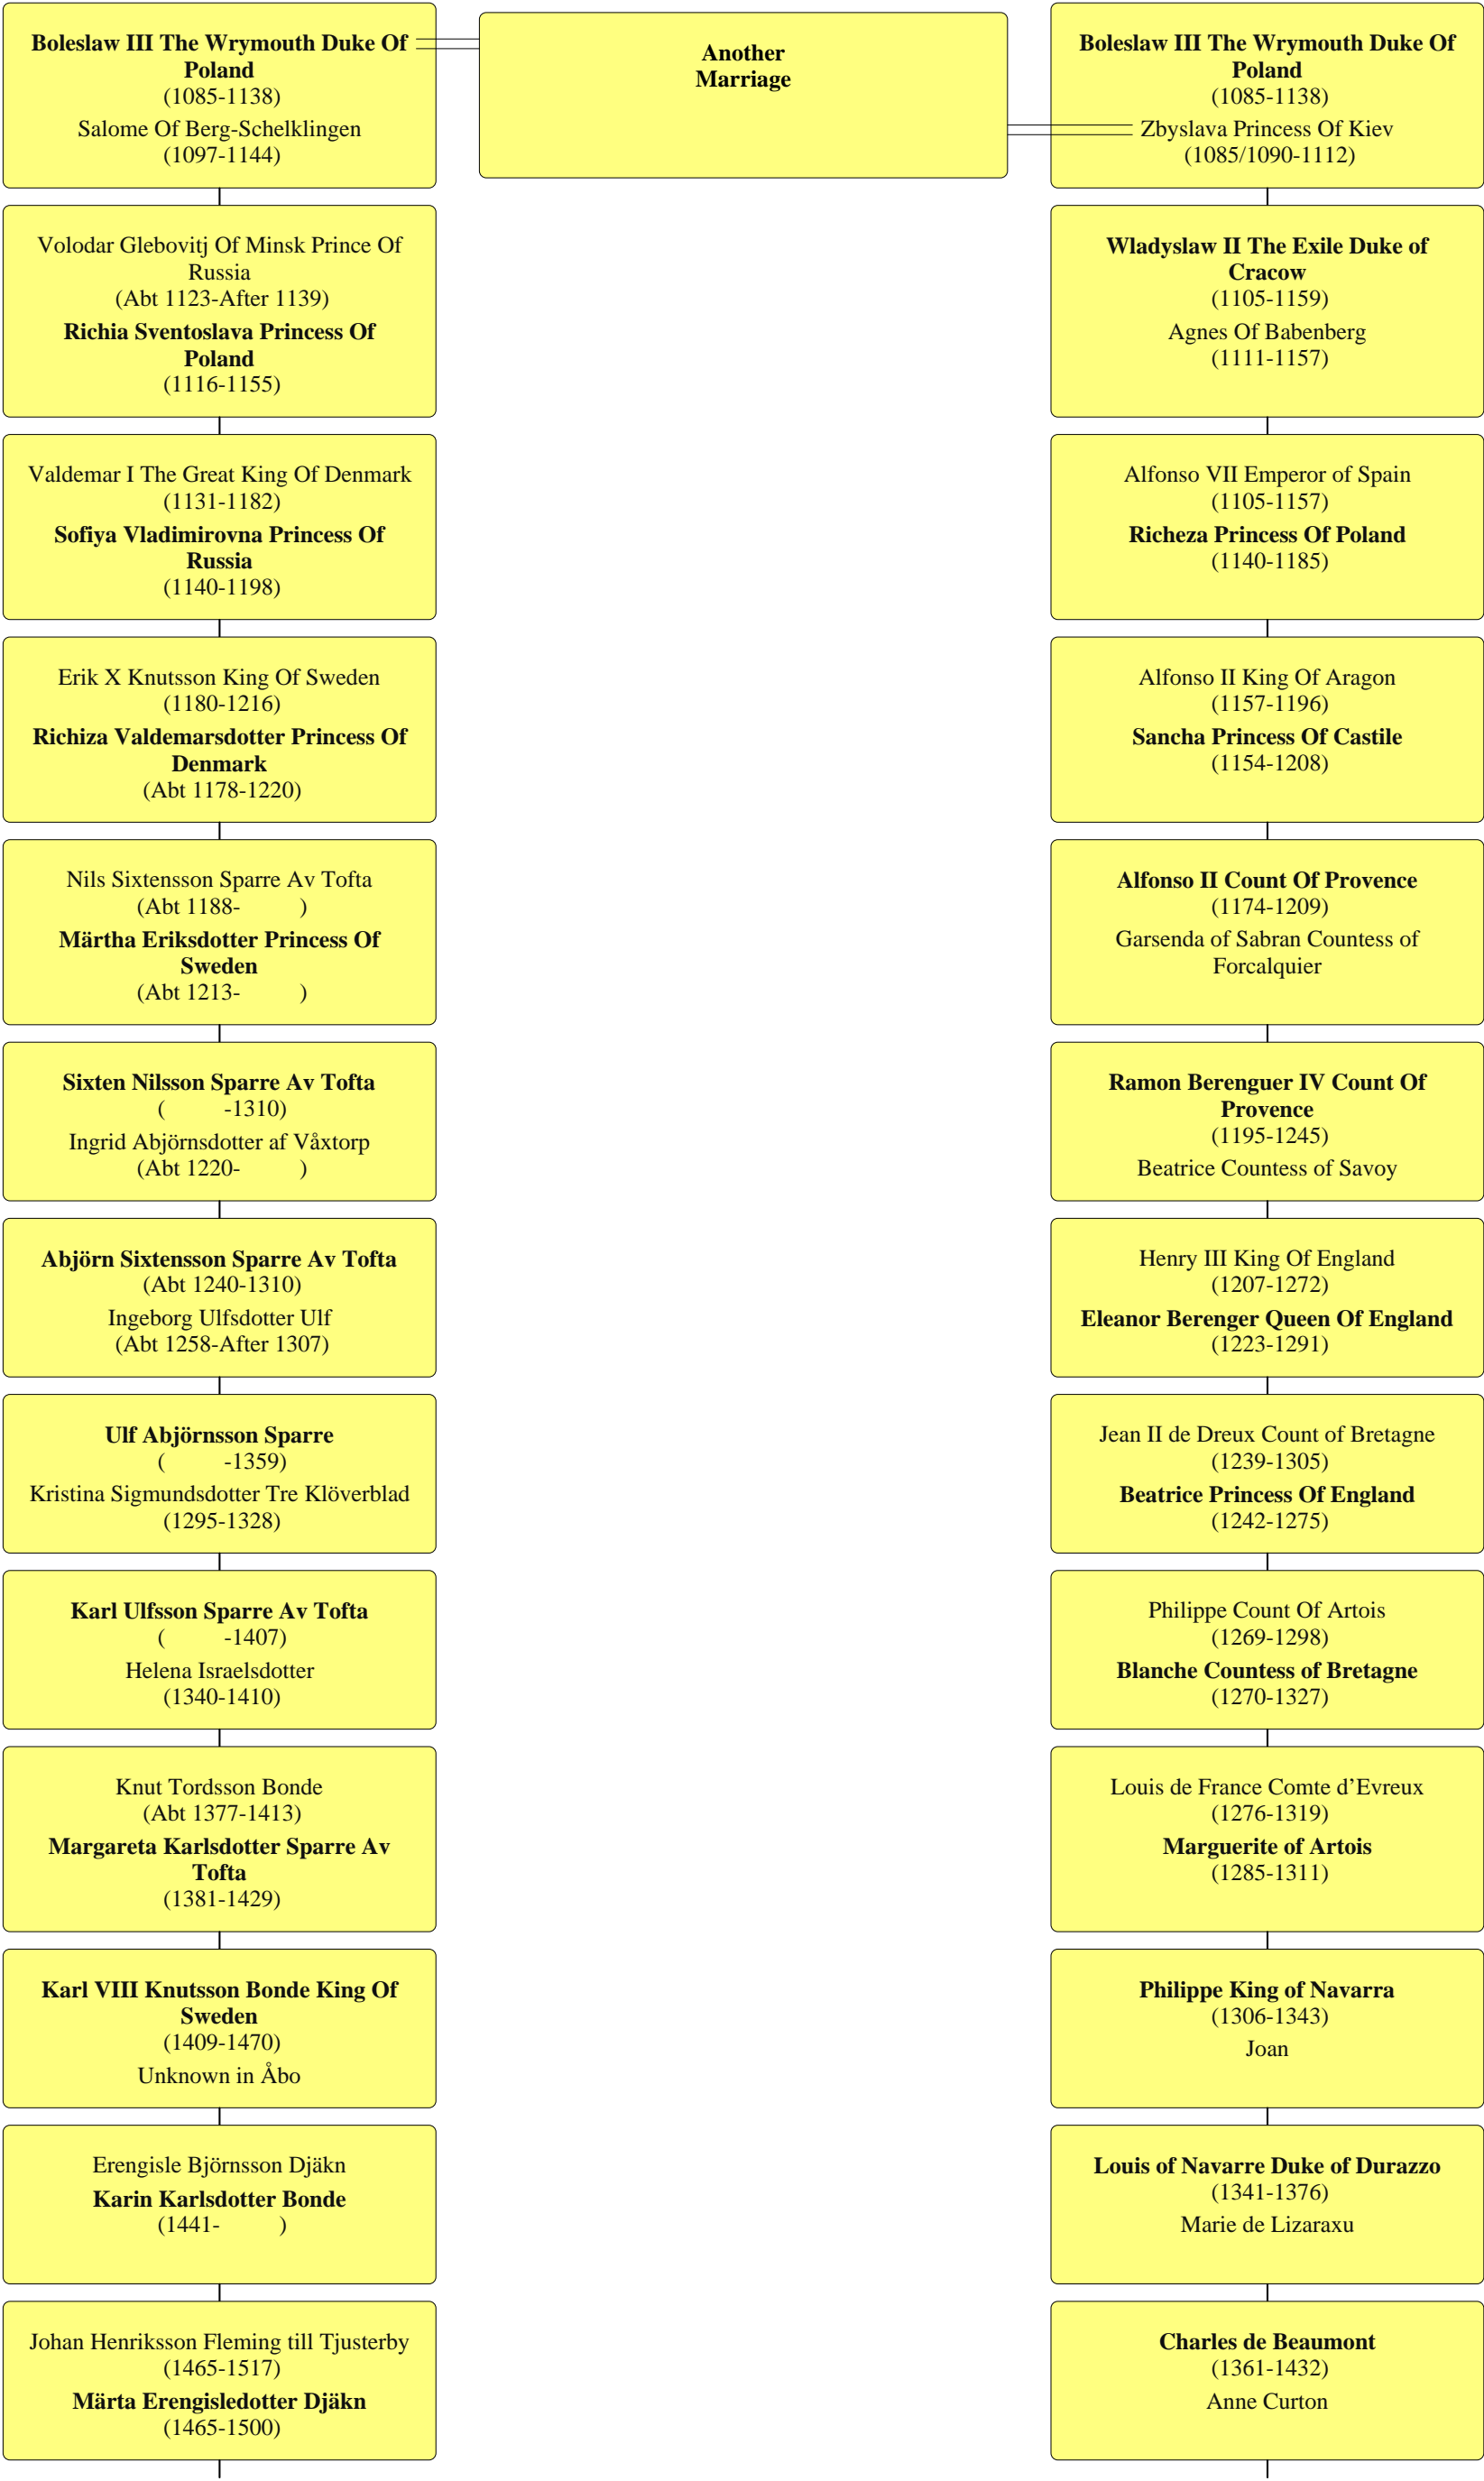 Boleslaw III The Wrymouth Duke Of
Poland
(1085-1138)
Salome Of Berg-Schelklingen
(1097-1144)
Another
Marriage
Boleslaw III The Wrymouth Duke Of
Poland
(1085-1138)
Zbyslava Princess Of Kiev
(1085/1090-1112)
Volodar Glebovitj Of Minsk Prince Of
Russia
(Abt 1123-After 1139)
Richia Sventoslava Princess Of
Poland
(1116-1155)
Wladyslaw II The Exile Duke of
Cracow
(1105-1159)
Agnes Of Babenberg
(1111-1157)
Valdemar I The Great King Of Denmark
(1131-1182)
Sofiya Vladimirovna Princess Of
Russia
(1140-1198)
Alfonso VII Emperor of Spain
(1105-1157)
Richeza Princess Of Poland
(1140-1185)
Erik X Knutsson King Of Sweden
(1180-1216)
Richiza Valdemarsdotter Princess Of
Denmark
(Abt 1178-1220)
Alfonso II King Of Aragon
(1157-1196)
Sancha Princess Of Castile
(1154-1208)
Nils Sixtensson Sparre Av Tofta
(Abt 1188- )
Märtha Eriksdotter Princess Of
Sweden
(Abt 1213- )
Alfonso II Count Of Provence
(1174-1209)
Garsenda of Sabran Countess of
Forcalquier
Sixten Nilsson Sparre Av Tofta
( -1310)
Ingrid Abjörnsdotter af Våxtorp
(Abt 1220- )
Ramon Berenguer IV Count Of
Provence
(1195-1245)
Beatrice Countess of Savoy
Abjörn Sixtensson Sparre Av Tofta
(Abt 1240-1310)
Ingeborg Ulfsdotter Ulf
(Abt 1258-After 1307)
Henry III King Of England
(1207-1272)
Eleanor Berenger Queen Of England
(1223-1291)
Ulf Abjörnsson Sparre
( -1359)
Kristina Sigmundsdotter Tre Klöverblad
(1295-1328)
Jean II de Dreux Count of Bretagne
(1239-1305)
Beatrice Princess Of England
(1242-1275)
Karl Ulfsson Sparre Av Tofta
( -1407)
Helena Israelsdotter
(1340-1410)
Philippe Count Of Artois
(1269-1298)
Blanche Countess of Bretagne
(1270-1327)
Knut Tordsson Bonde
(Abt 1377-1413)
Margareta Karlsdotter Sparre Av
Tofta
(1381-1429)
Louis de France Comte d'Evreux
(1276-1319)
Marguerite of Artois
(1285-1311)
Karl VIII Knutsson Bonde King Of
Sweden
(1409-1470)
Unknown in Åbo
Philippe King of Navarra
(1306-1343)
Joan
Erengisle Björnsson Djäkn
Karin Karlsdotter Bonde
(1441- )
Louis of Navarre Duke of Durazzo
(1341-1376)
Marie de Lizaraxu
Johan Henriksson Fleming till Tjusterby
(1465-1517)
Märta Erengisledotter Djäkn
(1465-1500)
Charles de Beaumont
(1361-1432)
Anne Curton